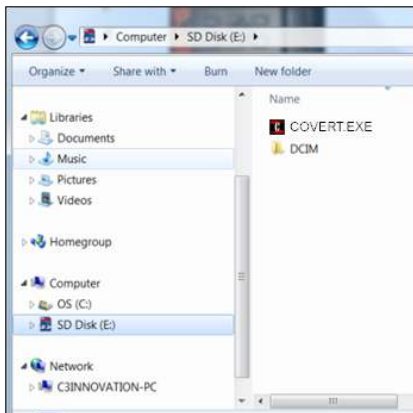 Computer SD Disk (E:)
Organize Share with Burn New folder
Name
Libraries
Documents
Music
Pictures
Videos
Homegroup
Computer
OS (C:)
SD Disk (E:)
Network
C3INNOVATION-PC
COVERT.EXE
DCIM